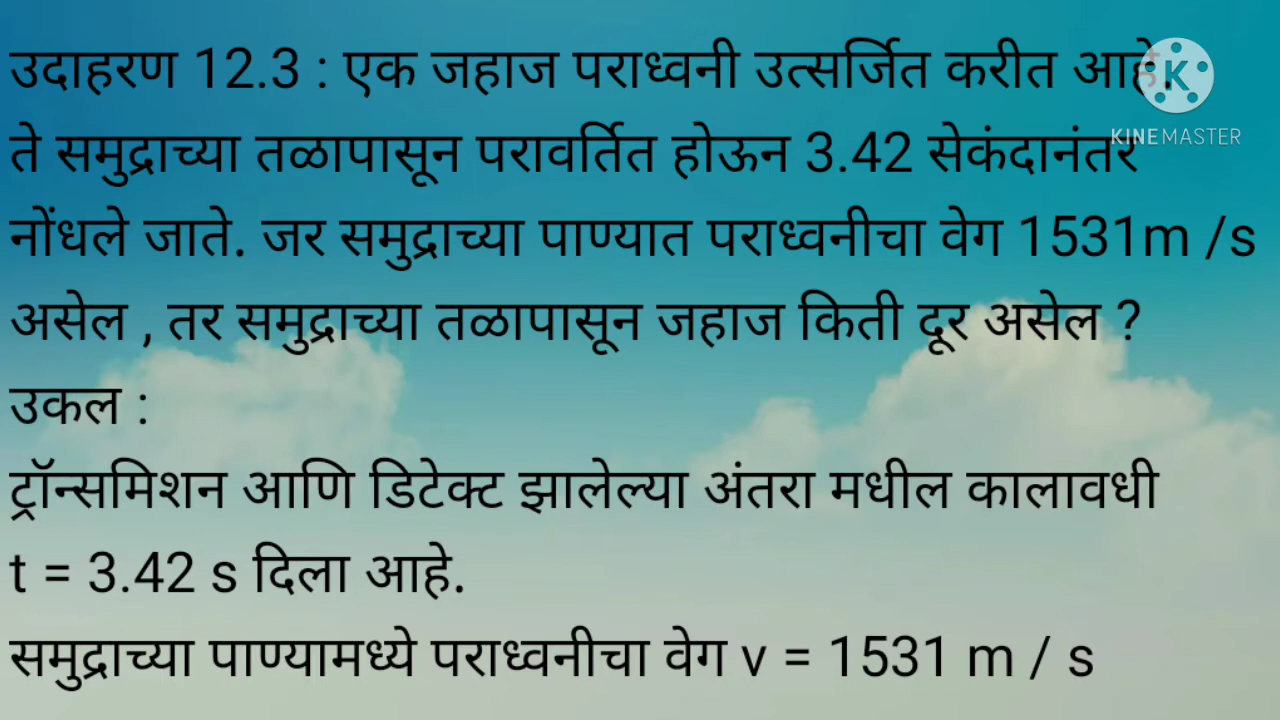 उदाहरण 12.3 : एक जहाज पराध्वनी उत्सर्जित करीत आहे.
ते समुद्राच्या तळापासून परावर्तित होऊन 3.42 सेकंदानंतर
नोंधले जाते. जर समुद्राच्या पाण्यात पराध्वनीचा वेग 1531m /s
असेल , तर समुद्राच्या तळापासून जहाज किती दूर असेल ?
उकल :
ट्रॉन्समिशन आणि डिटेक्ट झालेल्या अंतरा मधील कालावधी
t = 3.42 s दिला आहे.
समुद्राच्या पाण्यामध्ये पराध्वनीचा वेग v = 1531 m / s
K
KINEMASTER